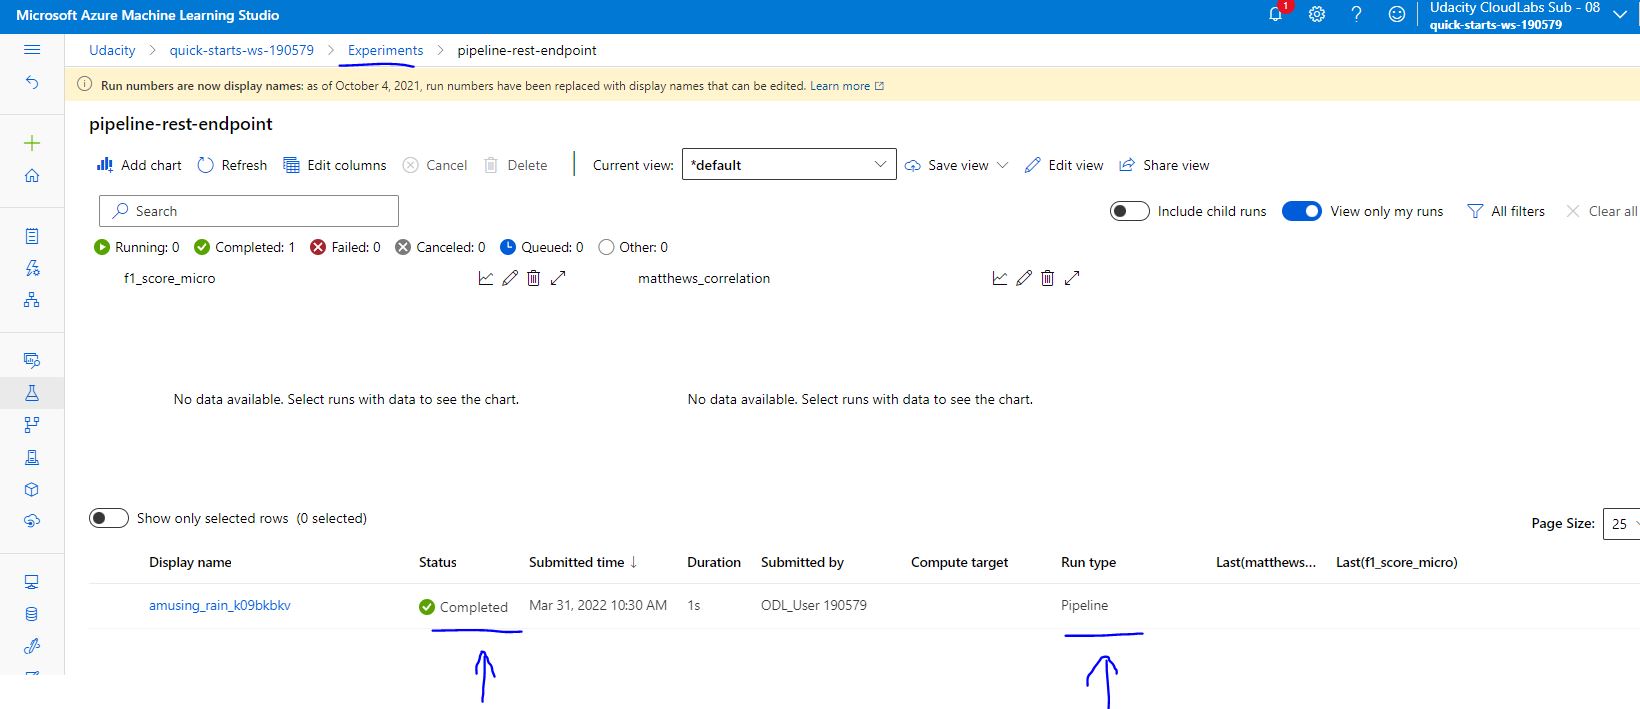 Microsoft Azure Machine Learning Studio
1
Udacity CloudLabs Sub - 08
quick-starts-ws-190579
Udacity > quick-starts-ws-190579 > Experiments > pipeline-rest-endpoint
Run numbers are now display names: as of October 4, 2021, run numbers have been replaced with display names that can be edited. Learn more
pipeline-rest-endpoint
Add chart Refresh Edit columns Cancel Delete Current view: *default Save view Edit view Share view
Search Include child runs View only my runs All filters Clear all
Running: 0 Completed: 1 Failed: 0 Canceled: 0 Queued: 0 Other: 0
f1_score_micro matthews_correlation
No data available. Select runs with data to see the chart. No data available. Select runs with data to see the chart.
Show only selected rows (0 selected) Page Size: 25
Display name Status Submitted time ↓ Duration Submitted by Compute target Run type Last(matthews... Last(f1_score_micro)
amusing_rain_k09bkbkv Completed Mar 31, 2022 10:30 AM 1s ODL_User 190579 Pipeline